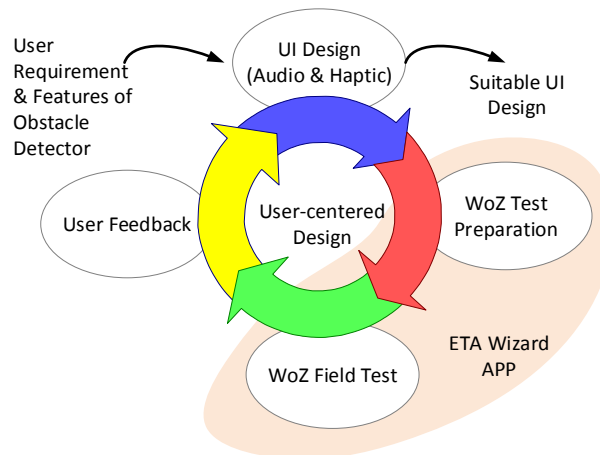 User
Requirement
& Features of
Obstacle
Detector
UI Design
(Audio & Haptic)
Suitable UI
Design
User Feedback
User-centered
Design
WoZ Test
Preparation
WoZ Field Test
ETA Wizard
APP